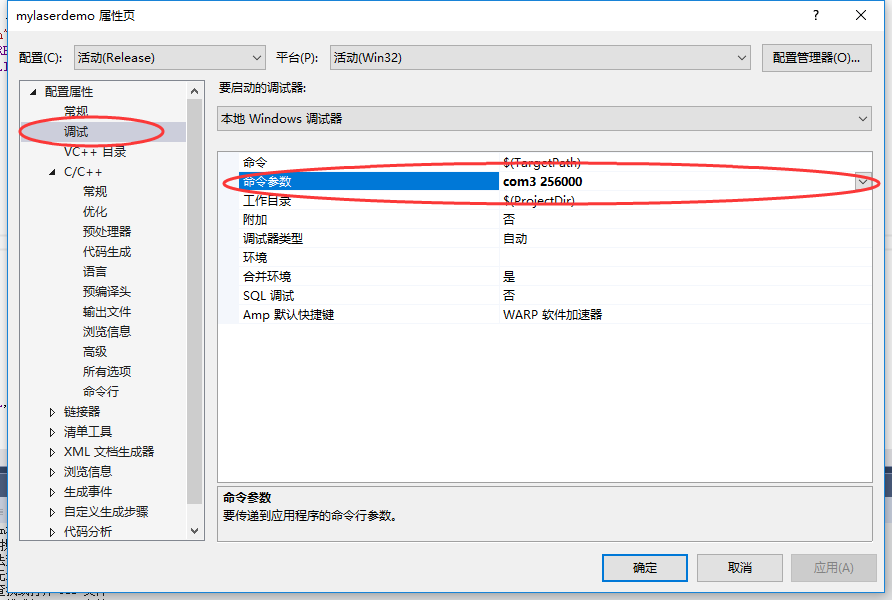 mylaserdemo 属性页
配置(C): 活动(Release) 平台(P): 活动(Win32) 配置管理器(O)...
配置属性
常规
调试
VC++ 目录
C/C++
常规
优化
预处理器
代码生成
语言
预编译头
输出文件
浏览信息
高级
所有选项
命令行
链接器
清单工具
XML 文档生成器
浏览信息
生成事件
自定义生成步骤
代码分析
要启动的调试器:
本地 Windows 调试器
命令 $(TargetPath)
命令参数 com3 256000
工作目录 $(ProjectDir)
附加 否
调试器类型 自动
环境
合并环境 是
SQL 调试 否
Amp 默认快捷键 WARP 软件加速器
命令参数
要传递到应用程序的命令行参数。
确定 取消 应用(A)